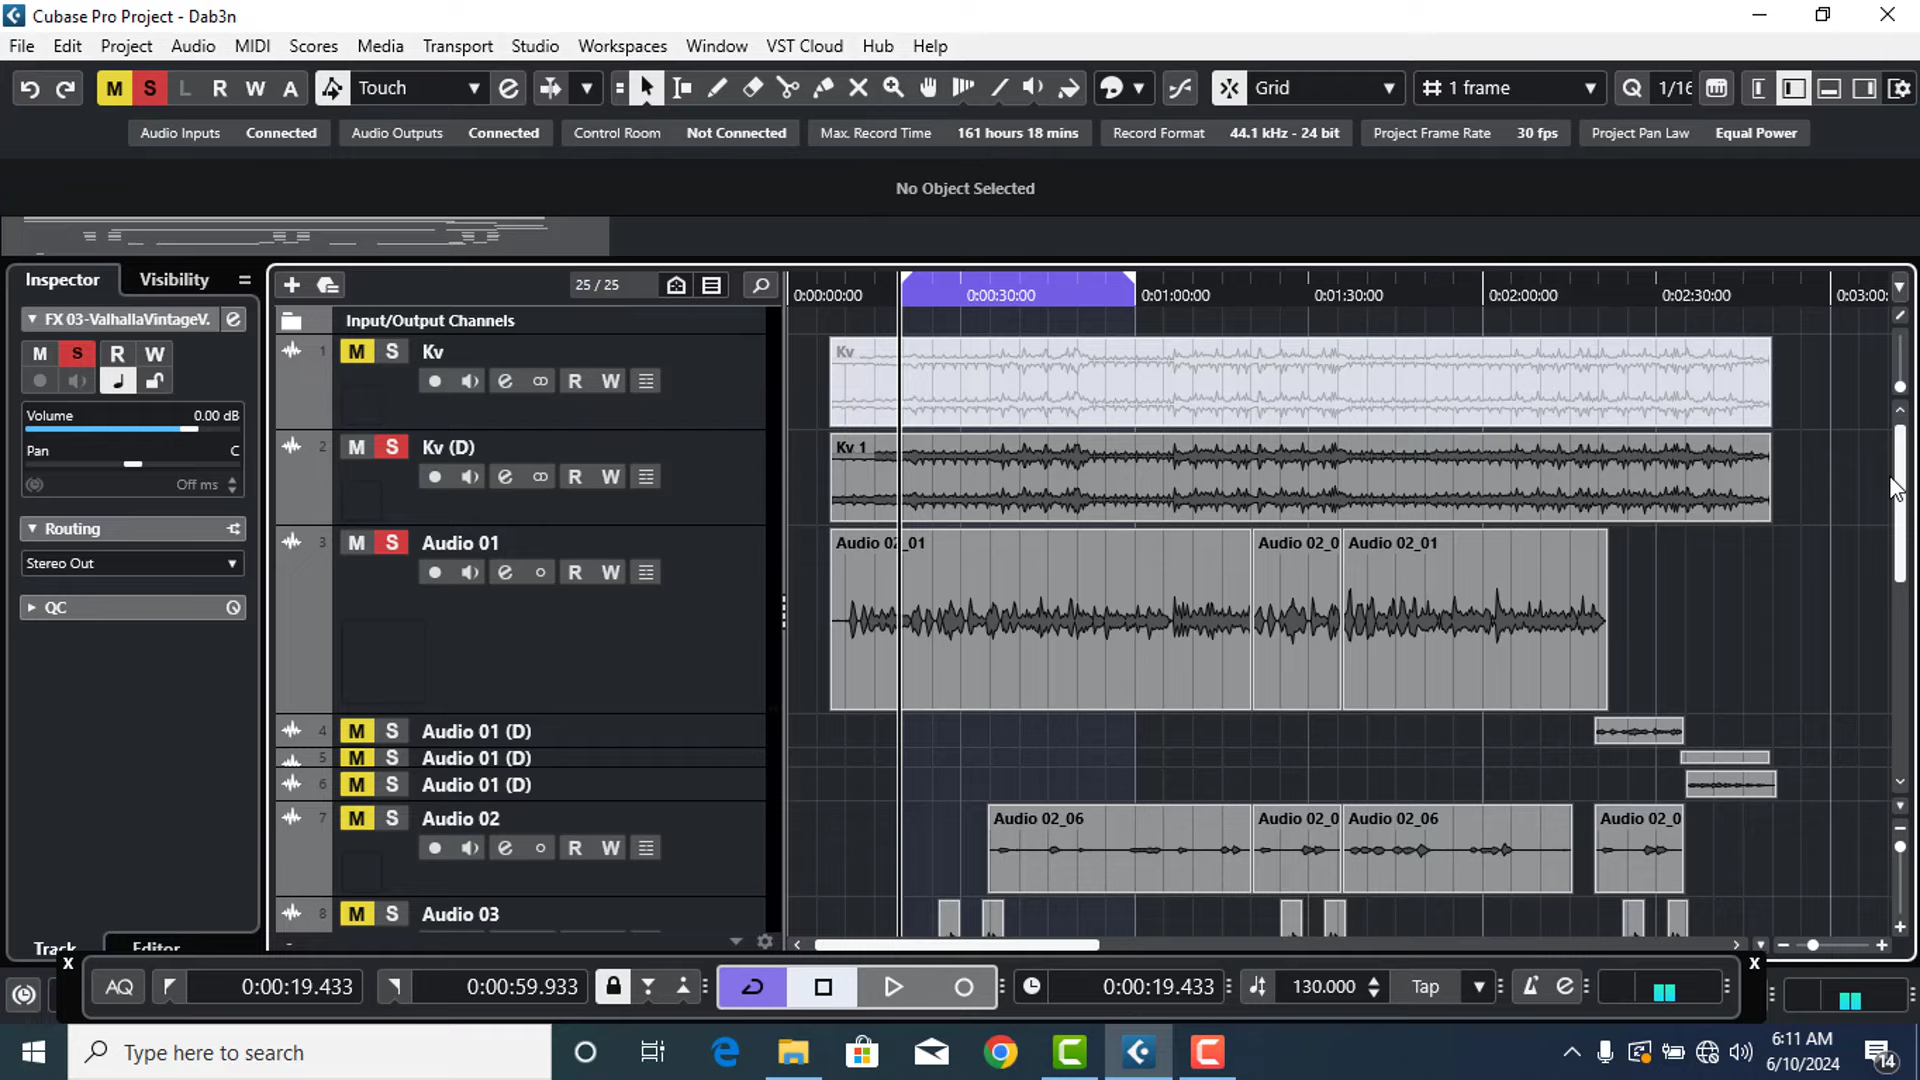 Cubase Pro Project - Dab3n
File Edit Project Audio MIDI Scores Media Transport Studio Workspaces Window VST Cloud Hub Help
M S L R W A Touch Grid 1 frame Q 1/16
Audio Inputs Connected Audio Outputs Connected Control Room Not Connected Max. Record Time 161 hours 18 mins Record Format 44.1 kHz - 24 bit Project Frame Rate 30 fps Project Pan Law Equal Power
No Object Selected
Inspector Visibility
25 / 25
0:00:00:00 0:00:30:00 0:01:00:00 0:01:30:00 0:02:00:00 0:02:30:00 0:03:00:
FX 03-ValhallaVintageV.
Input/Output Channels
M S R W
1 M S Kv
R W
Kv
Volume 0.00 dB
Pan C
Off ms
2 M S Kv (D)
R W
Kv 1
Routing
Stereo Out
QC
3 M S Audio 01
R W
Audio 02_01 Audio 02_0 Audio 02_01
4 M S Audio 01 (D)
5 M S Audio 01 (D)
6 M S Audio 01 (D)
7 M S Audio 02
R W
Audio 02_06 Audio 02_0 Audio 02_06 Audio 02_0
8 M S Audio 03
Track Editor
x x
AQ 0:00:19.433 0:00:59.933 0:00:19.433 130.000 Tap
Type here to search
6:11 AM
6/10/2024
14